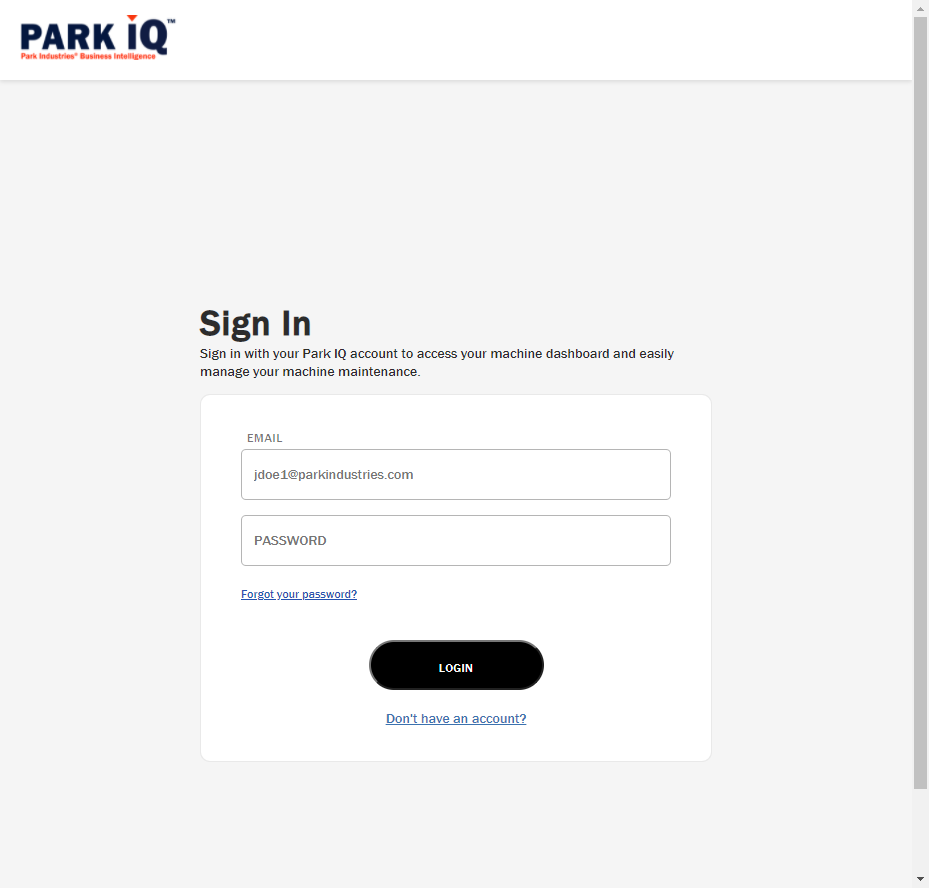 PARK iQ™
Park Industries® Business Intelligence
Sign In
Sign in with your Park IQ account to access your machine dashboard and easily
manage your machine maintenance.
EMAIL
jdoe1@parkindustries.com
PASSWORD
Forgot your password?
LOGIN
Don't have an account?